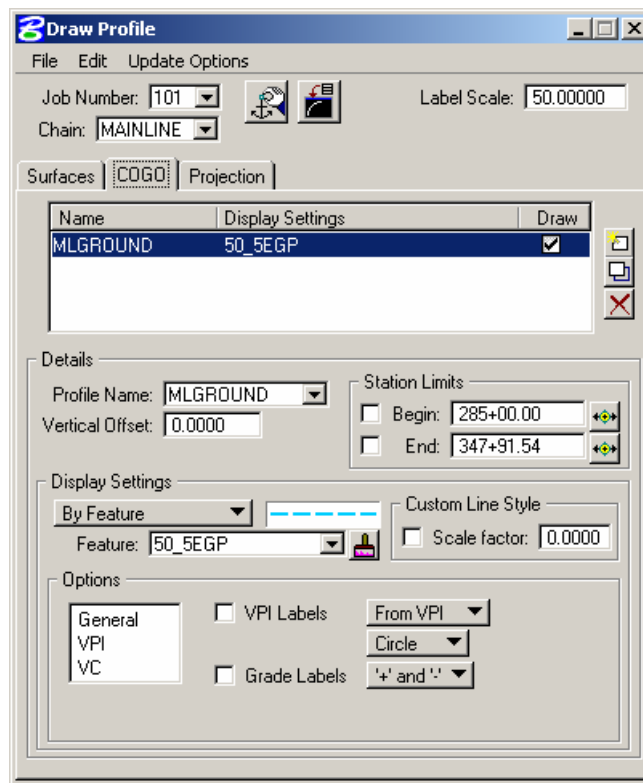 Draw Profile
File Edit Update Options
Job Number: 101
Label Scale: 50.00000
Chain: MAINLINE
Surfaces COGO Projection
Name Display Settings Draw
MLGROUND 50_5EGP
Details
Profile Name: MLGROUND
Vertical Offset: 0.0000
Station Limits
Begin: 285+00.00
End: 347+91.54
Display Settings
By Feature
Feature: 50_5EGP
Custom Line Style
Scale factor: 0.0000
Options
General
VPI
VC
VPI Labels From VPI
Circle
Grade Labels '+' and '-'